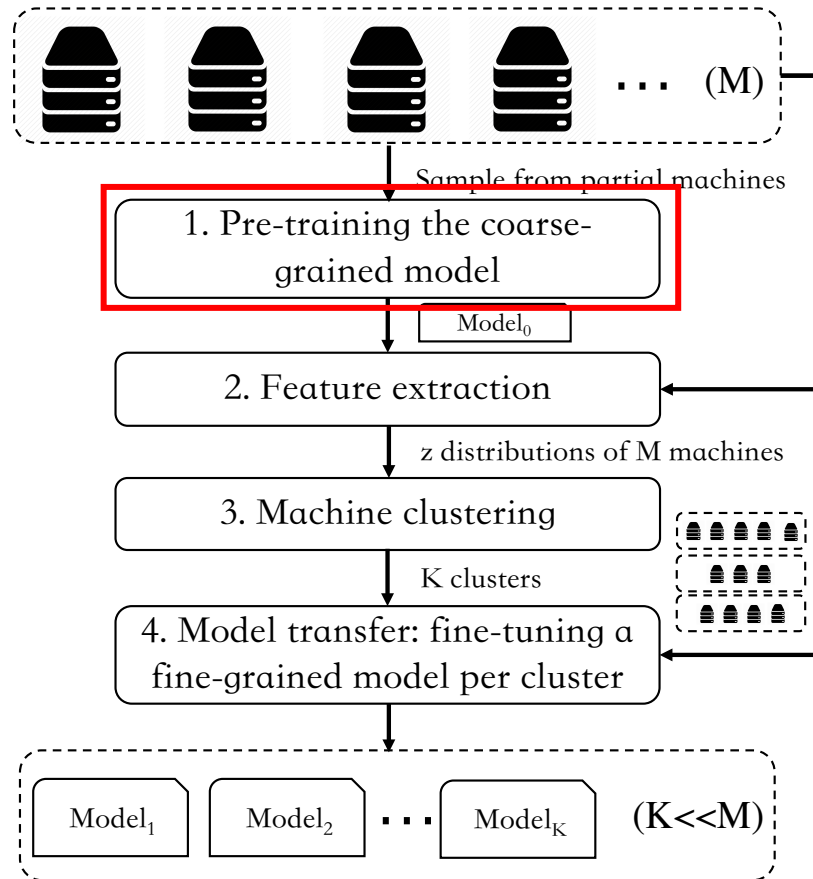 ... (M)
Sample from partial machines
1. Pre-training the coarse-
grained model
Model₀
2. Feature extraction
z distributions of M machines
3. Machine clustering
K clusters
4. Model transfer: fine-tuning a
fine-grained model per cluster
Model₁ Model₂ ... Model_K (K<<M)